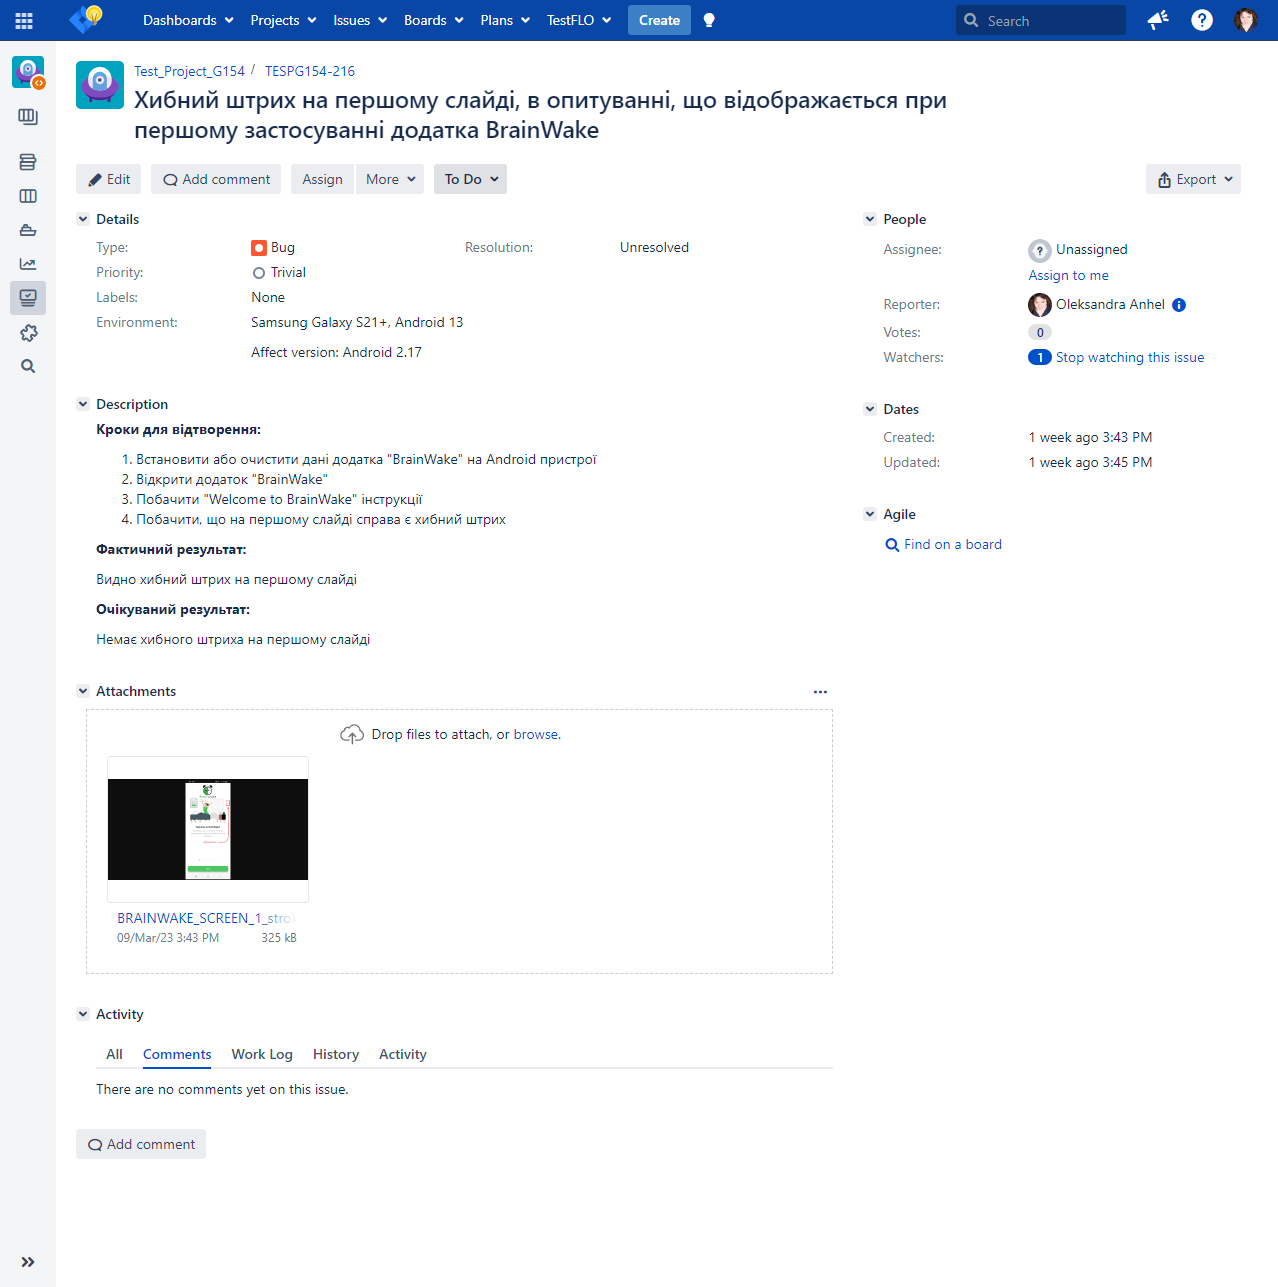 Dashboards Projects Issues Boards Plans TestFLO Create Search
Test_Project_G154 / TESPG154-216
Хибний штрих на першому слайді, в опитуванні, що відображається при
першому застосуванні додатка BrainWake
Edit Add comment Assign More To Do Export
Details
Type: Bug Resolution: Unresolved
Priority: Trivial
Labels: None
Environment: Samsung Galaxy S21+, Android 13
Affect version: Android 2.17
Description
Кроки для відтворення:
1. Встановити або очистити дані додатка "BrainWake" на Android пристрої
2. Відкрити додаток "BrainWake"
3. Побачити "Welcome to BrainWake" інструкції
4. Побачити, що на першому слайді справа є хибний штрих
Фактичний результат:
Видно хибний штрих на першому слайді
Очікуваний результат:
Немає хибного штриха на першому слайді
Attachments
Drop files to attach, or browse.
BRAINWAKE_SCREEN_1_stro
09/Mar/23 3:43 PM 325 kB
Activity
All Comments Work Log History Activity
There are no comments yet on this issue.
Add comment
People
Assignee: Unassigned
Assign to me
Reporter: Oleksandra Anhel
Votes: 0
Watchers: 1 Stop watching this issue
Dates
Created: 1 week ago 3:43 PM
Updated: 1 week ago 3:45 PM
Agile
Find on a board